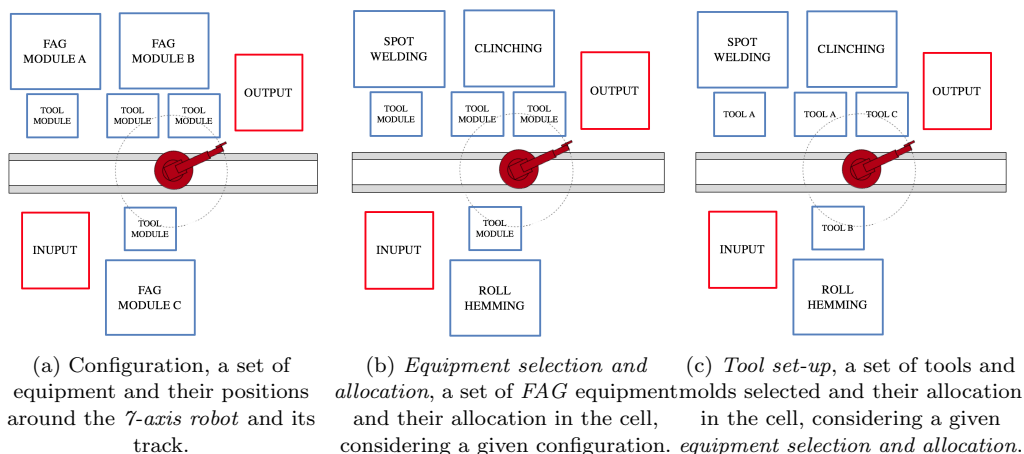 FAG
MODULE A
FAG
MODULE B
OUTPUT
TOOL
MODULE
TOOL
MODULE
TOOL
MODULE
INUPUT
TOOL
MODULE
FAG
MODULE C
(a) Configuration, a set of
equipment and their positions
around the 7-axis robot and its
track.
SPOT
WELDING
CLINCHING
OUTPUT
TOOL
MODULE
TOOL
MODULE
TOOL
MODULE
INUPUT
TOOL
MODULE
ROLL
HEMMING
(b) Equipment selection and
allocation, a set of FAG equipment
and their allocation in the cell,
considering a given configuration.
SPOT
WELDING
CLINCHING
OUTPUT
TOOL A
TOOL A
TOOL C
INUPUT
TOOL B
ROLL
HEMMING
(c) Tool set-up, a set of tools and
molds selected and their allocation
in the cell, considering a given
equipment selection and allocation.